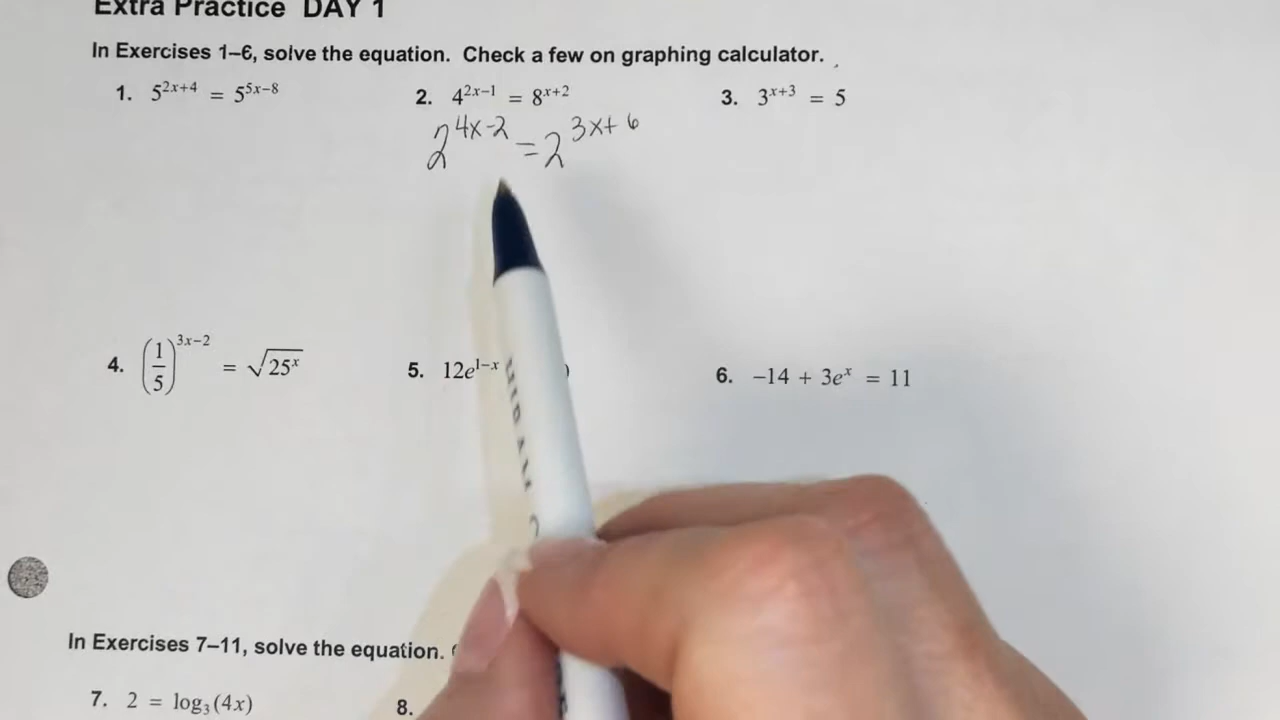 Extra Practice DAY 1
In Exercises 1–6, solve the equation. Check a few on graphing calculator.
1. 5^{2x+4} = 5^{5x−8}
2. 4^{2x−1} = 8^{x+2}
3. 3^{x+3} = 5
2^{4x-2} = 2^{3x+6}
4. (1/5)^{3x−2} = √25^x
5. 12e^{1−x}
6. −14 + 3e^x = 11
In Exercises 7–11, solve the equation.
7. 2 = log₃(4x)
8.